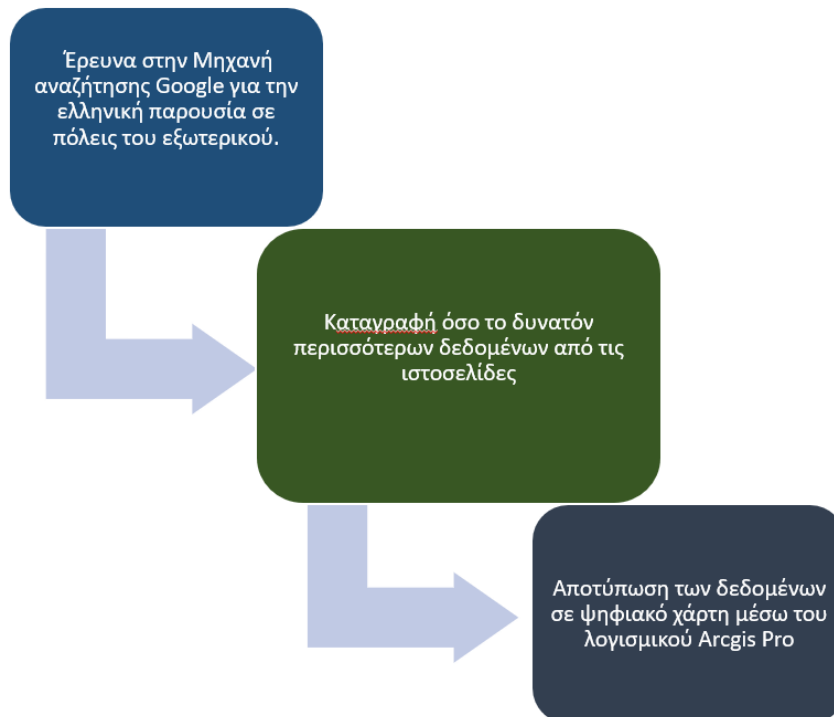 Έρευνα στην Μηχανή
αναζήτησης Google για την
ελληνική παρουσία σε
πόλεις του εξωτερικού.
Καταγραφή όσο το δυνατόν
περισσότερων δεδομένων από τις
ιστοσελίδες
Αποτύπωση των δεδομένων
σε ψηφιακό χάρτη μέσω του
λογισμικού Arcgis Pro